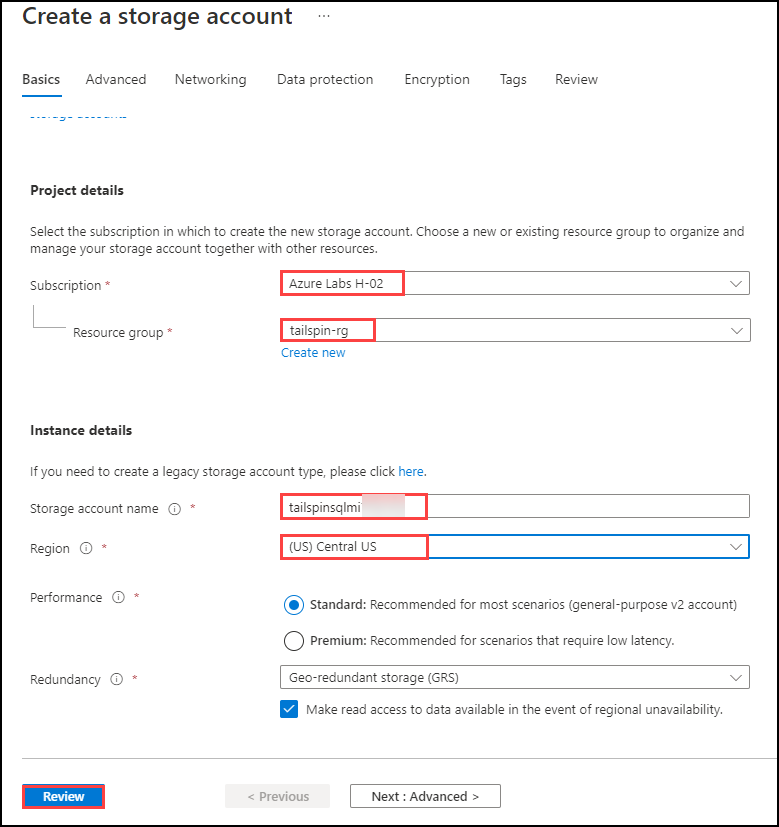 Create a storage account ...
Basics Advanced Networking Data protection Encryption Tags Review
storage accounts
Project details
Select the subscription in which to create the new storage account. Choose a new or existing resource group to organize and
manage your storage account together with other resources.
Subscription * Azure Labs H-02
Resource group * tailspin-rg
Create new
Instance details
If you need to create a legacy storage account type, please click here.
Storage account name * tailspinsqlmi
Region * (US) Central US
Performance * Standard: Recommended for most scenarios (general-purpose v2 account)
Premium: Recommended for scenarios that require low latency.
Redundancy * Geo-redundant storage (GRS)
Make read access to data available in the event of regional unavailability.
Review < Previous Next : Advanced >